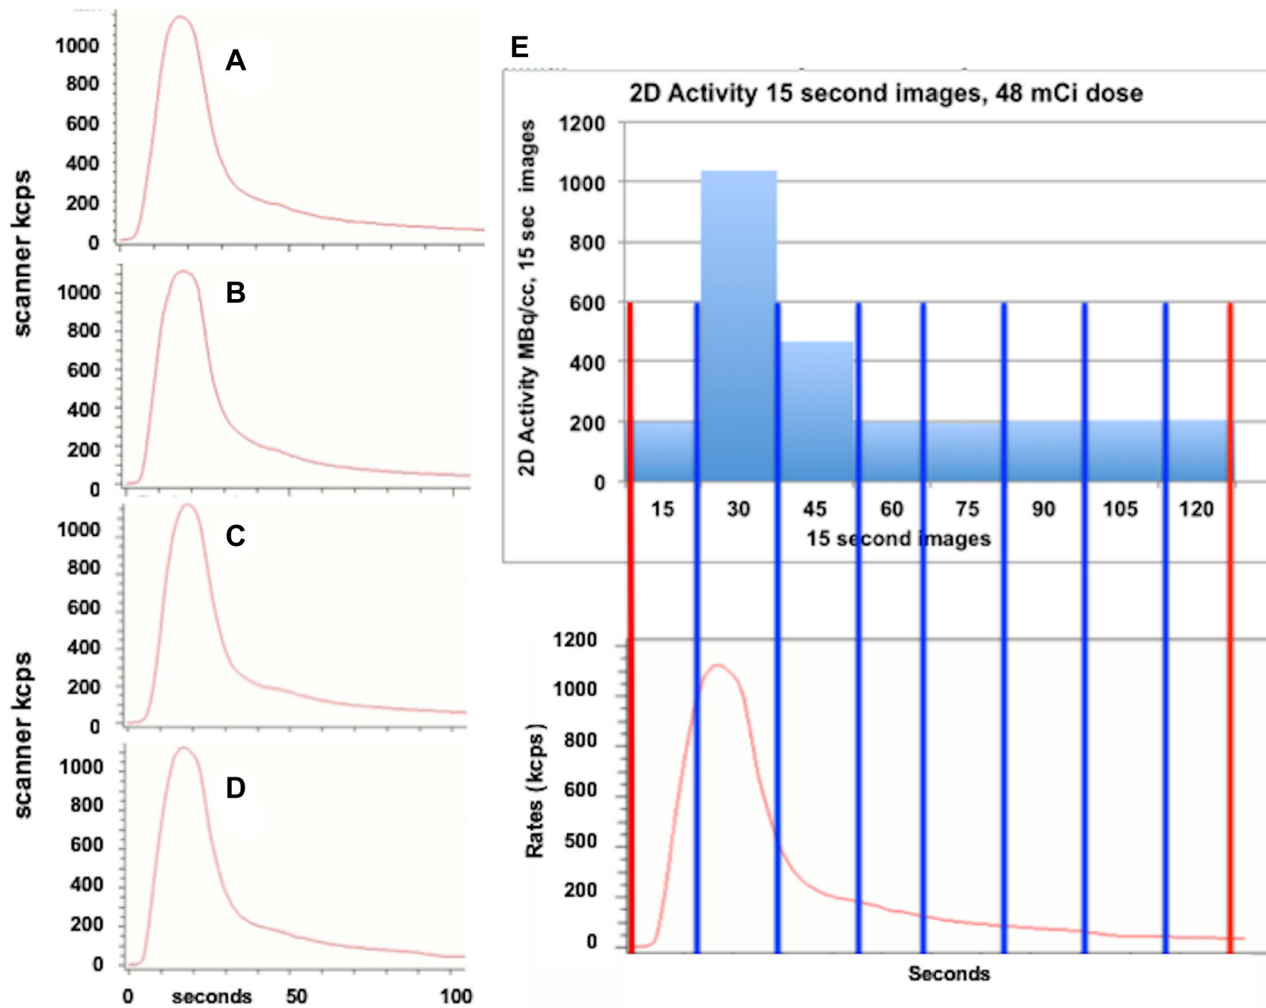 A
1000
800
600
400
200
0
scanner kcps
B
1000
800
600
400
200
0
C
1000
800
600
400
200
0
scanner kcps
D
1000
800
600
400
200
0
0 seconds 50 100
E
2D Activity 15 second images, 48 mCi dose
2D Activity MBq/cc, 15 sec images
1200
1000
800
600
400
200
0
15 30 45 60 75 90 105 120
15 second images
Rates (kcps)
1200
1000
800
600
500
200
0
Seconds